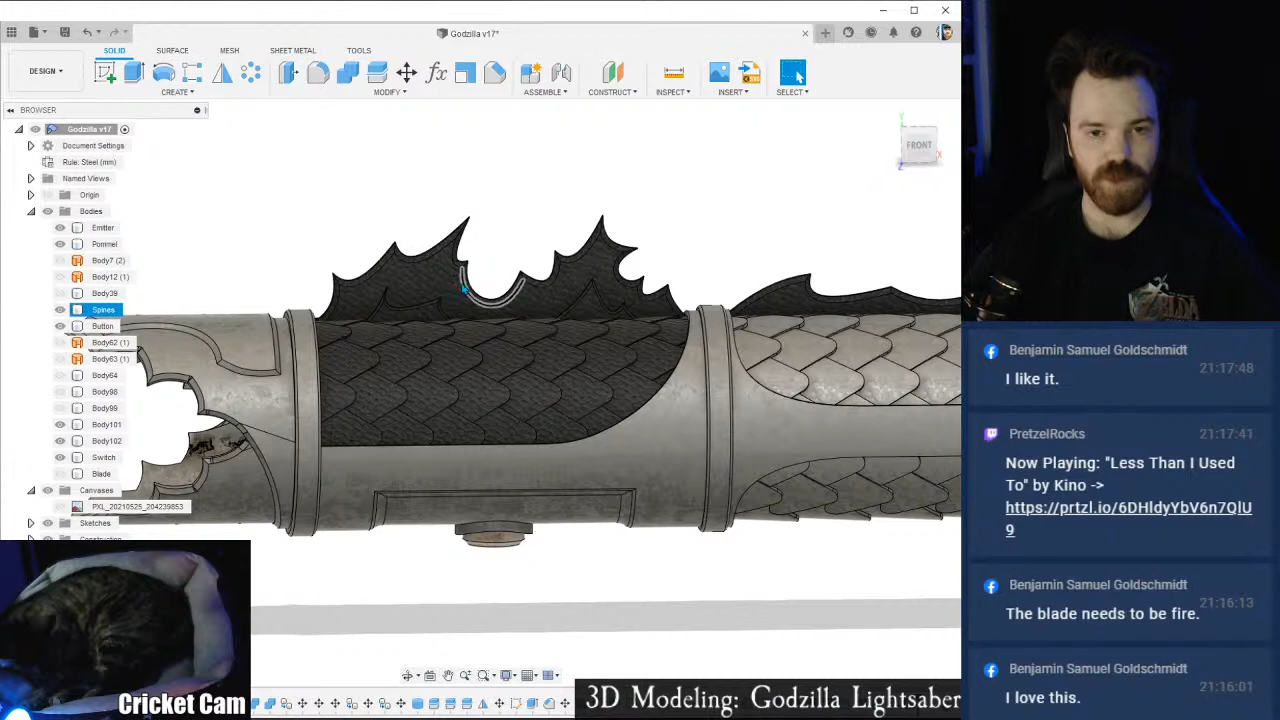 Godzilla v17*
DESIGN
SOLID
SURFACE
MESH
SHEET METAL
TOOLS
CREATE
MODIFY
ASSEMBLE
CONSTRUCT
INSPECT
INSERT
SELECT
BROWSER
Godzilla v17
Document Settings
Rule: Steel (mm)
Named Views
Origin
Bodies
Emitter
Pommel
Body7 (2)
Body12 (1)
Body39
Spines
Button
Body62 (1)
Body63 (1)
Body64
Body98
Body99
Body101
Body102
Switch
Blade
Canvases
PXL_20210525_204239853
Sketches
FRONT
Y
X
Z
Cricket Cam
3D Modeling: Godzilla Lightsaber
Benjamin Samuel Goldschmidt
21:17:48
I like it.
PretzelRocks
21:17:41
Now Playing: "Less Than I Used
To" by Kino ->
https://prtzl.io/6DHldyYbV6n7QlU
9
Benjamin Samuel Goldschmidt
21:16:13
The blade needs to be fire.
Benjamin Samuel Goldschmidt
21:16:01
I love this.